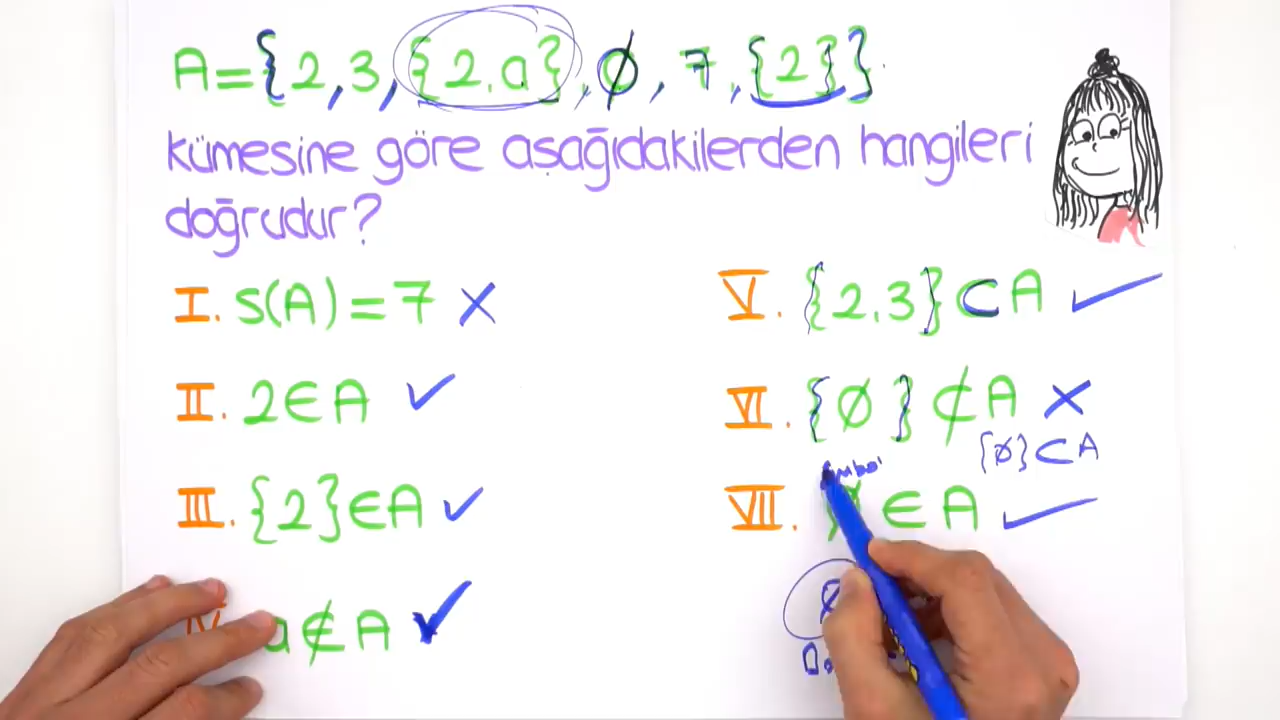 A={2,3,{2,a},∅,7,{2}}
kümesine göre aşağıdakilerden hangileri
doğrudur?
I. s(A)=7 ✗
II. 2∈A ✓
III. {2}∈A ✓
IV. a∉A ✓
V. {2,3}⊂A ✓
VI. {∅}⊄A ✗
{∅}⊂A
VII. ∅∈A ✓